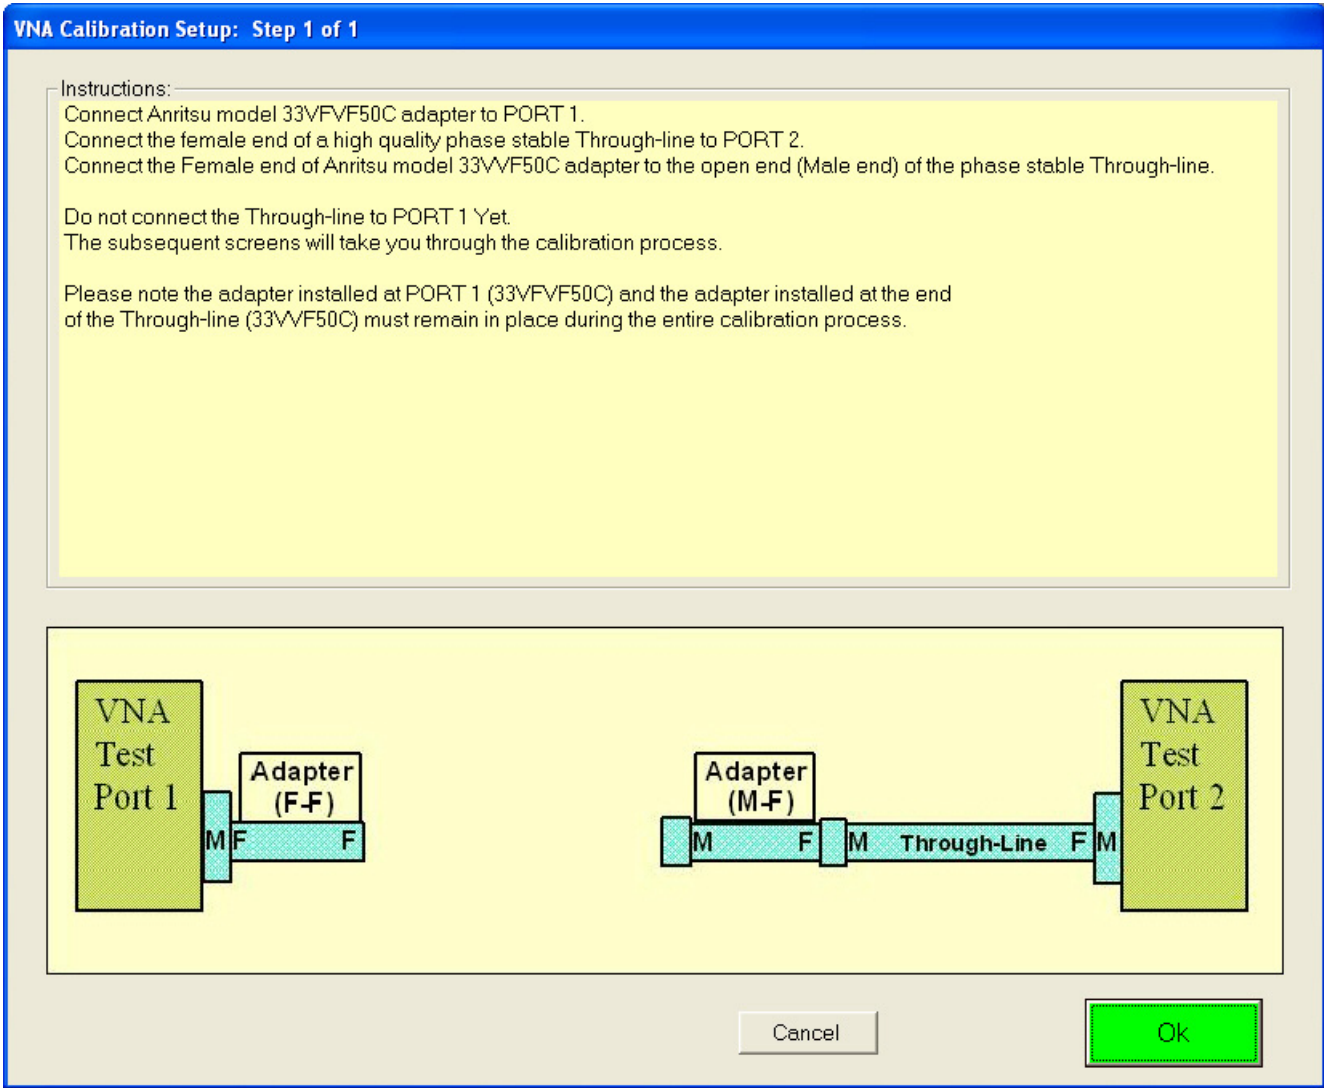 VNA Calibration Setup:  Step 1 of 1
Instructions:
Connect Anritsu model 33VFVF50C adapter to PORT 1.
Connect the female end of a high quality phase stable Through-line to PORT 2.
Connect the Female end of Anritsu model 33VVF50C adapter to the open end (Male end) of the phase stable Through-line.
Do not connect the Through-line to PORT 1 Yet.
The subsequent screens will take you through the calibration process.
Please note the adapter installed at PORT 1 (33VFVF50C) and the adapter installed at the end
of the Through-line (33VVF50C) must remain in place during the entire calibration process.
VNA
Test
Port 1
Adapter
(F-F)
M F F
Adapter
(M-F)
M F M Through-Line F M
VNA
Test
Port 2
Cancel
Ok